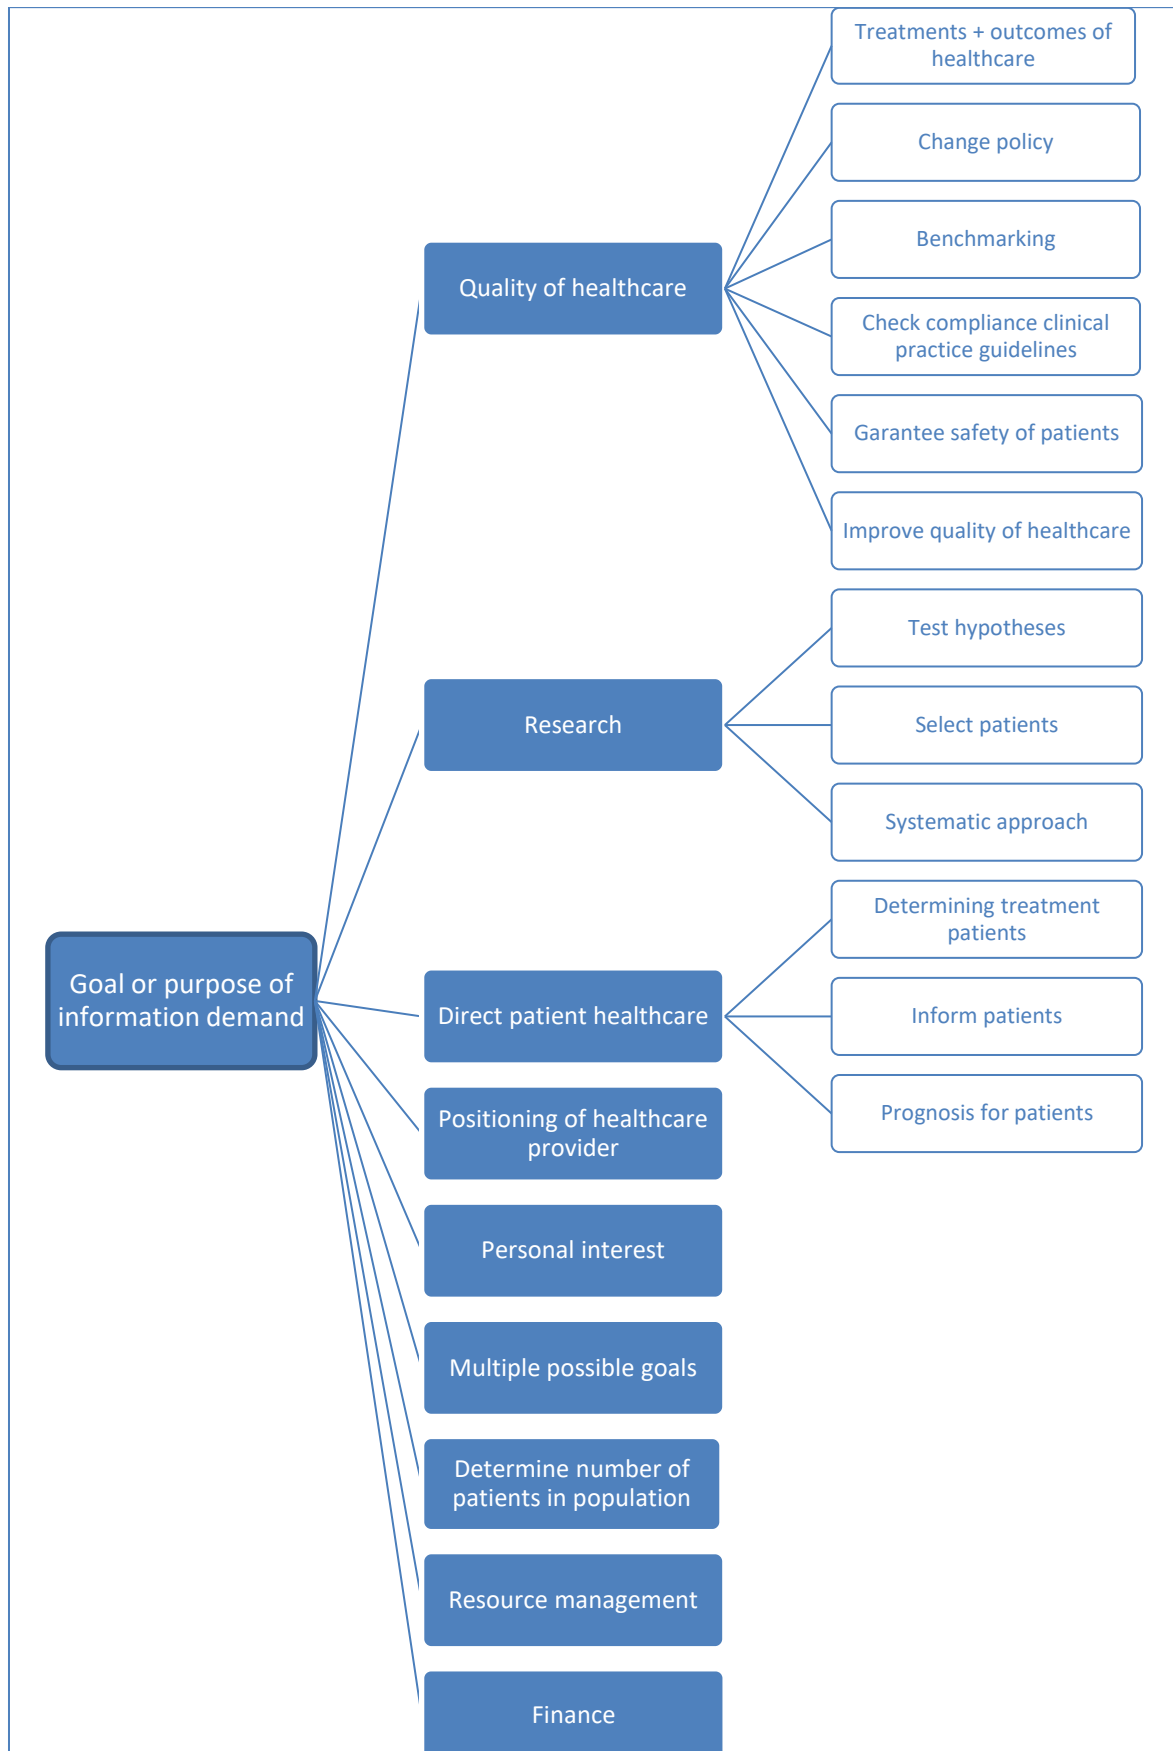 Treatments + outcomes of
healthcare
Change policy
Benchmarking
Quality of healthcare
Check compliance clinical
practice guidelines
Garantee safety of patients
Improve quality of healthcare
Test hypotheses
Research
Select patients
Systematic approach
Determining treatment
patients
Goal or purpose of
information demand
Direct patient healthcare
Inform patients
Prognosis for patients
Positioning of healthcare
provider
Personal interest
Multiple possible goals
Determine number of
patients in population
Resource management
Finance